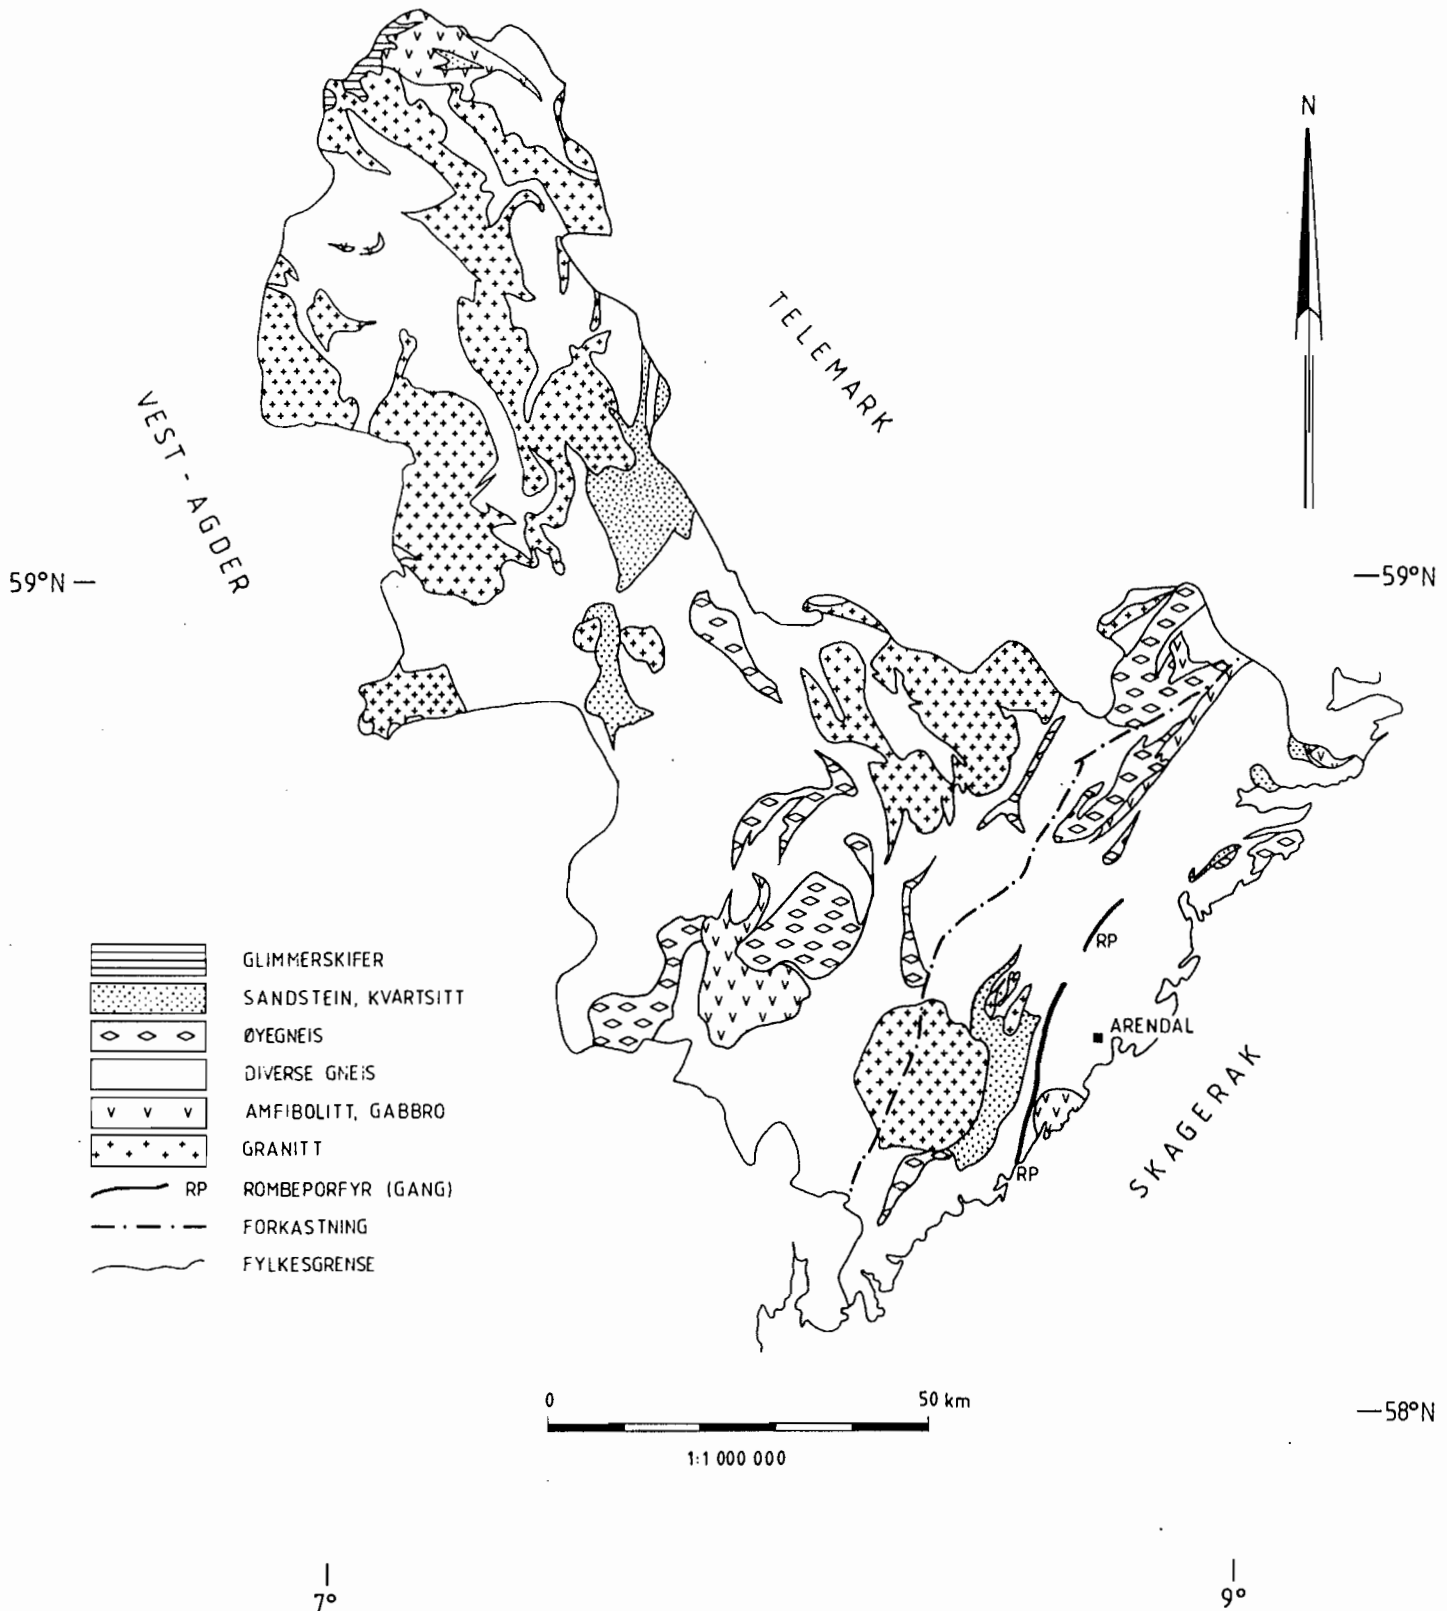 N
TELEMARK
VEST-AGDER
59°N
59°N
RP
ARENDAL
SKAGERAK
RP
GLIMMERSKIFER
SANDSTEIN, KVARTSITT
ØYEGNEIS
DIVERSE GNEIS
AMFIBOLITT, GABBRO
GRANITT
RP ROMBEPORFYR (GANG)
FORKASTNING
FYLKESGRENSE
0 50 km
1:1 000 000
58°N
7° 9°